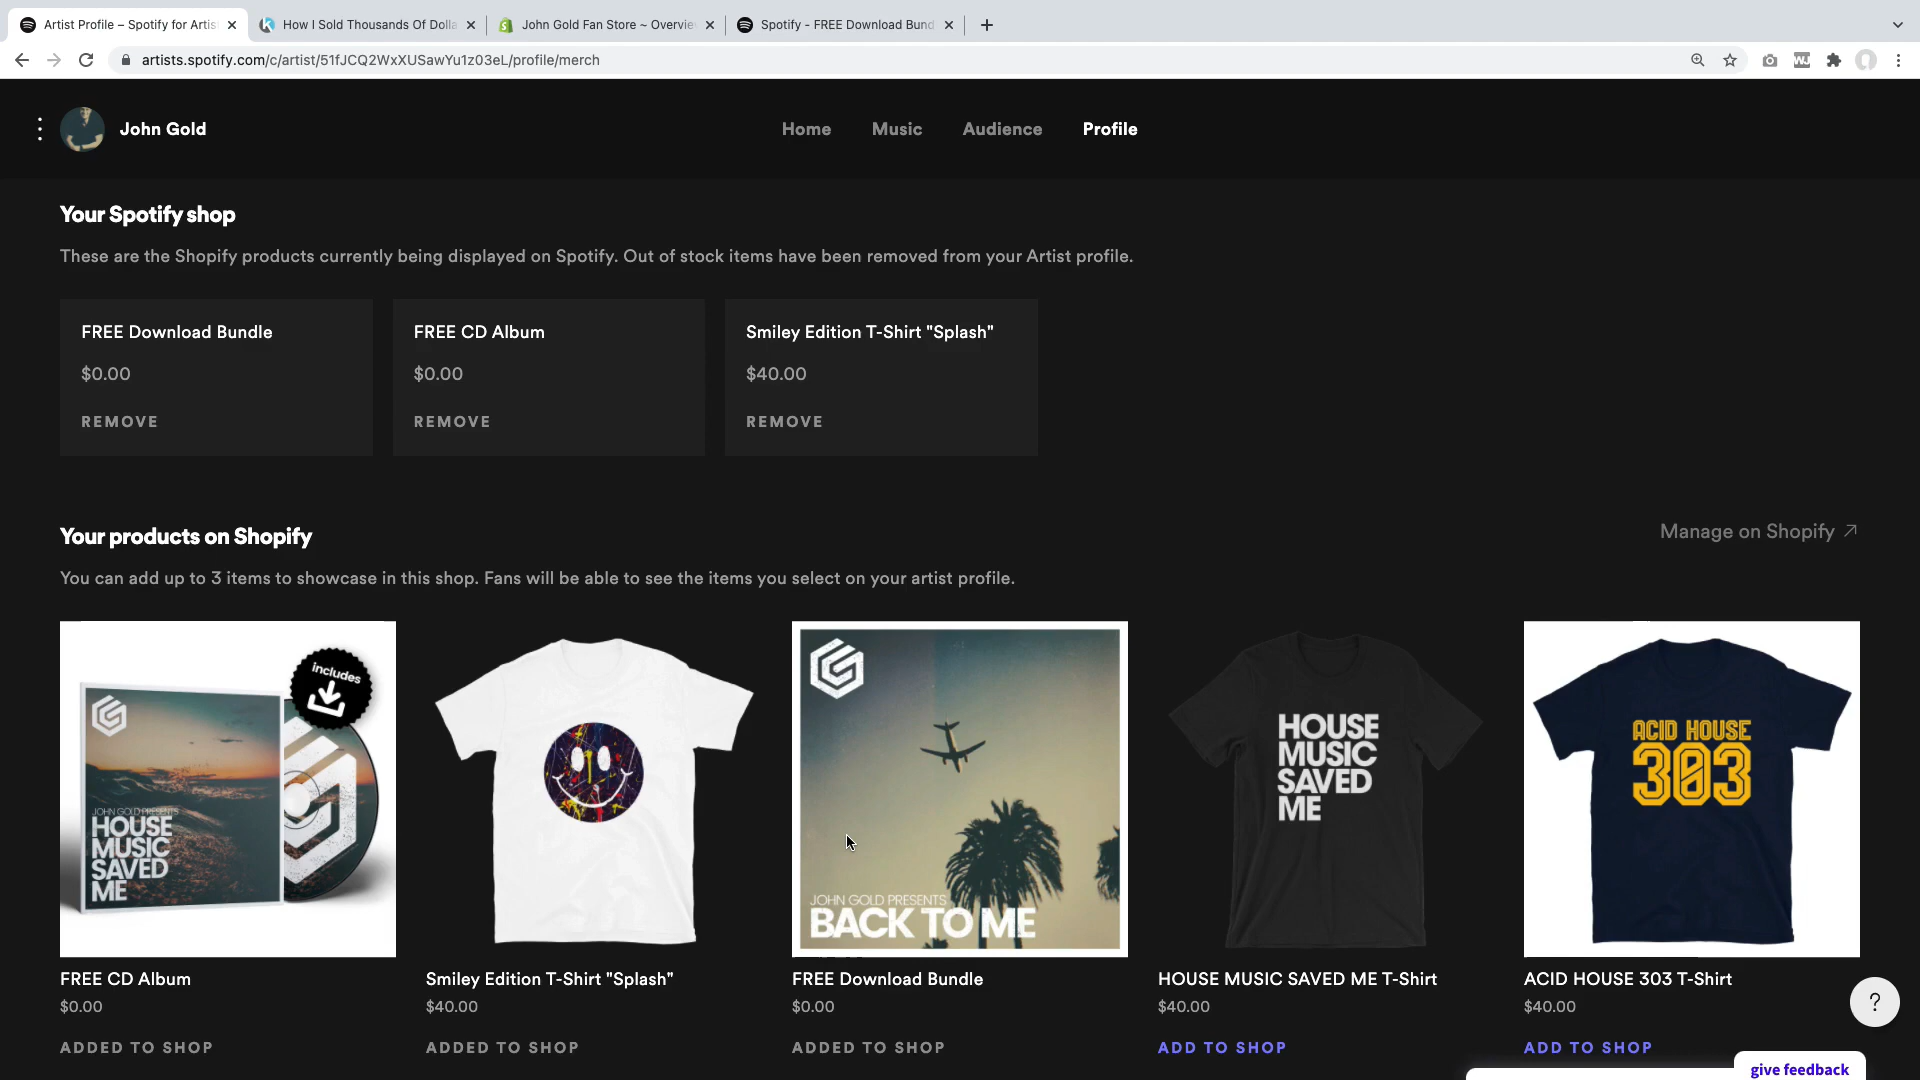 Artist Profile – Spotify for Artis
How I Sold Thousands Of Dolla
John Gold Fan Store ~ Overvie
Spotify - FREE Download Bund
artists.spotify.com/c/artist/51fJCQ2WxXUSawYu1z03eL/profile/merch
John Gold
Home
Music
Audience
Profile
Your Spotify shop
These are the Shopify products currently being displayed on Spotify. Out of stock items have been removed from your Artist profile.
FREE Download Bundle
$0.00
REMOVE
FREE CD Album
$0.00
REMOVE
Smiley Edition T-Shirt "Splash"
$40.00
REMOVE
Your products on Shopify
Manage on Shopify
You can add up to 3 items to showcase in this shop. Fans will be able to see the items you select on your artist profile.
includes
JOHN GOLD PRESENTS
HOUSE
MUSIC
SAVED
ME
JOHN GOLD PRESENTS
BACK TO ME
HOUSE
MUSIC
SAVED
ME
ACID HOUSE
303
FREE CD Album
$0.00
ADDED TO SHOP
Smiley Edition T-Shirt "Splash"
$40.00
ADDED TO SHOP
FREE Download Bundle
$0.00
ADDED TO SHOP
HOUSE MUSIC SAVED ME T-Shirt
$40.00
ADD TO SHOP
ACID HOUSE 303 T-Shirt
$40.00
ADD TO SHOP
?
give feedback